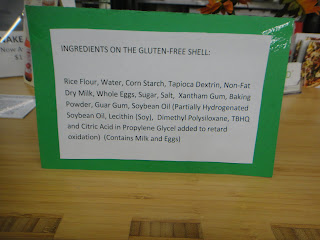 INGREDIENTS ON THE GLUTEN-FREE SHELL:
Rice Flour, Water, Corn Starch, Tapioca Dextrin, Non-Fat
Dry Milk, Whole Eggs, Sugar, Salt, Xantham Gum, Baking
Powder, Guar Gum, Soybean Oil (Partially Hydrogenated
Soybean Oil, Lecithin (Soy), Dimethyl Polysiloxane, TBHQ
and Citric Acid in Propylene Glycel added to retard
oxidation) (Contains Milk and Eggs)